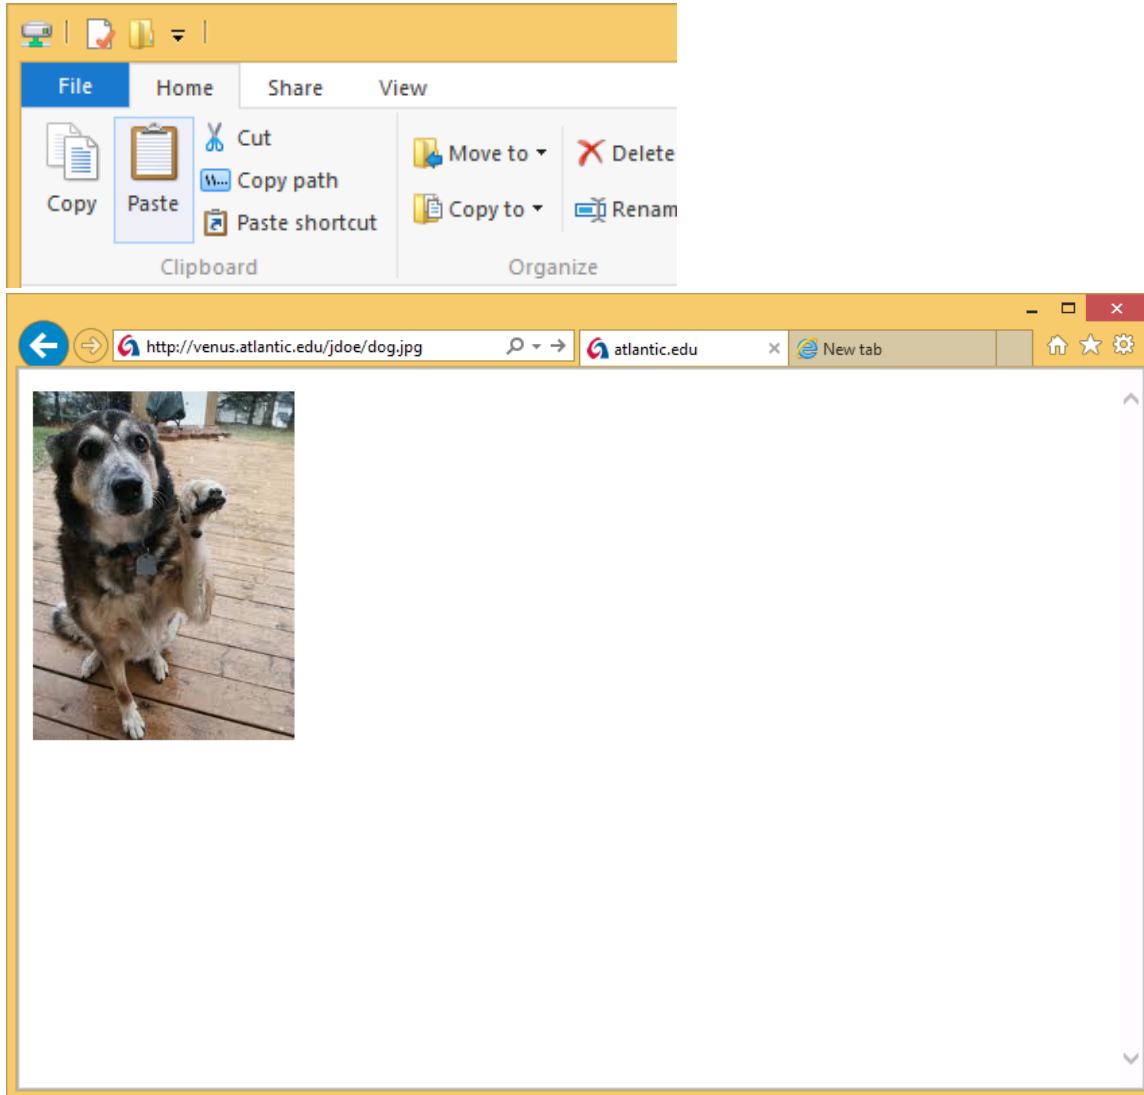 File Home Share View
Copy
Paste
Cut
Copy path
Paste shortcut
Clipboard
Move to
Copy to
Delete
Renam
Organize
http://venus.atlantic.edu/jdoe/dog.jpg
atlantic.edu
New tab